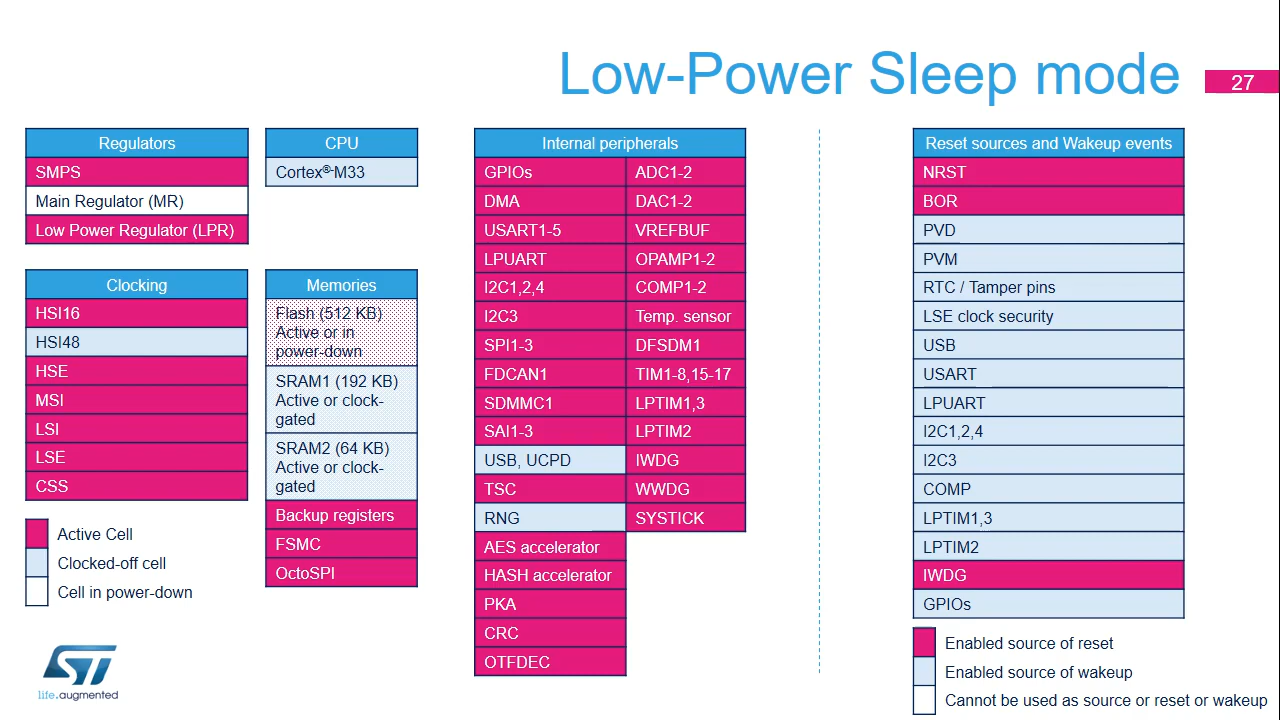 Low-Power Sleep mode
27
Regulators
SMPS
Main Regulator (MR)
Low Power Regulator (LPR)
CPU
Cortex®-M33
Clocking
HSI16
HSI48
HSE
MSI
LSI
LSE
CSS
Memories
Flash (512 KB)
Active or in
power-down
SRAM1 (192 KB)
Active or clock-
gated
SRAM2 (64 KB)
Active or clock-
gated
Backup registers
FSMC
OctoSPI
Active Cell
Clocked-off cell
Cell in power-down
Internal peripherals
GPIOs ADC1-2
DMA DAC1-2
USART1-5 VREFBUF
LPUART OPAMP1-2
I2C1,2,4 COMP1-2
I2C3 Temp. sensor
SPI1-3 DFSDM1
FDCAN1 TIM1-8,15-17
SDMMC1 LPTIM1,3
SAI1-3 LPTIM2
USB, UCPD IWDG
TSC WWDG
RNG SYSTICK
AES accelerator
HASH accelerator
PKA
CRC
OTFDEC
Reset sources and Wakeup events
NRST
BOR
PVD
PVM
RTC / Tamper pins
LSE clock security
USB
USART
LPUART
I2C1,2,4
I2C3
COMP
LPTIM1,3
LPTIM2
IWDG
GPIOs
Enabled source of reset
Enabled source of wakeup
Cannot be used as source or reset or wakeup
ST
life.augmented